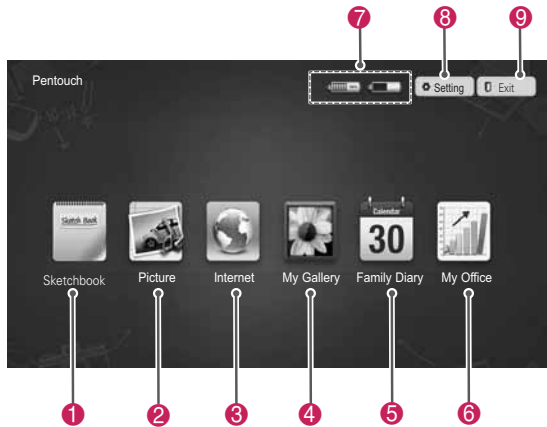 7 8 9
Pentouch
Setting
Exit
Sketch Book
Calendar
30
Sketchbook
Picture
Internet
My Gallery
Family Diary
My Office
1 2 3 4 5 6